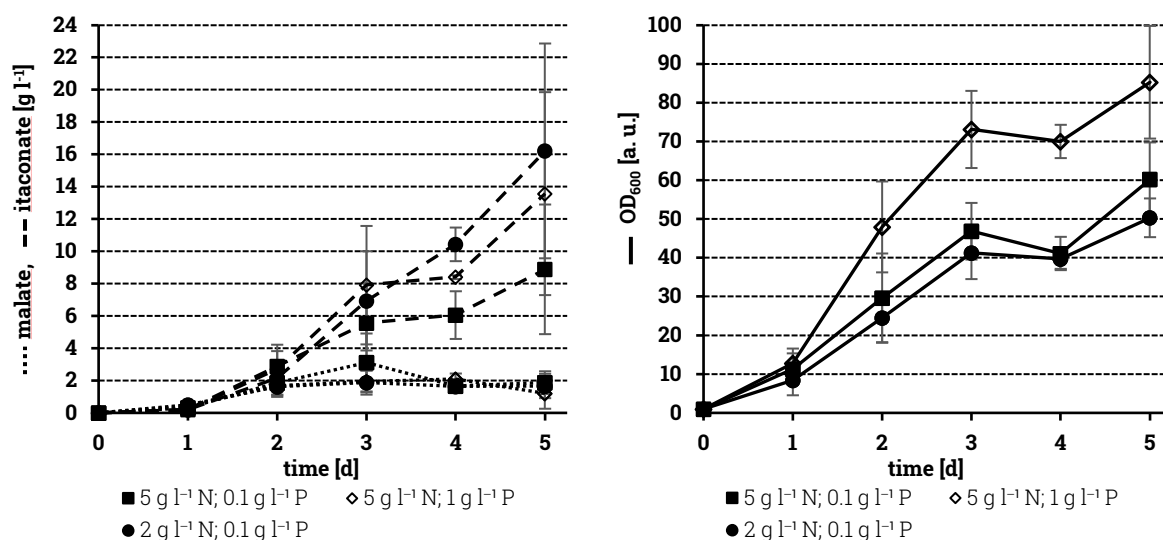 24
22
20
18
16
14
12
10
8
6
4
2
0
.... malate, -- itaconate [g l⁻¹]
0 1 2 3 4 5
time [d]
5 g l⁻¹ N; 0.1 g l⁻¹ P 5 g l⁻¹ N; 1 g l⁻¹ P
2 g l⁻¹ N; 0.1 g l⁻¹ P
100
90
80
70
60
50
40
30
20
10
0
— OD₆₀₀ [a. u.]
0 1 2 3 4 5
time [d]
5 g l⁻¹ N; 0.1 g l⁻¹ P 5 g l⁻¹ N; 1 g l⁻¹ P
2 g l⁻¹ N; 0.1 g l⁻¹ P